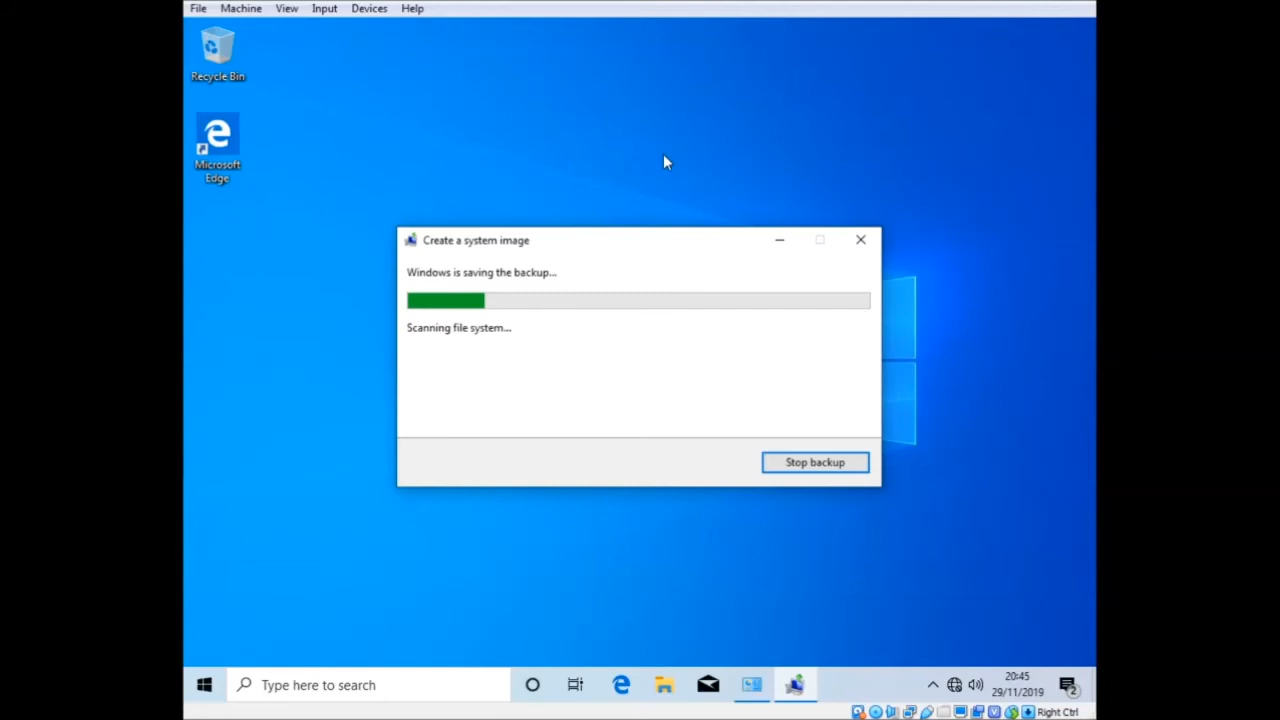 File Machine View Input Devices Help
Recycle Bin
Microsoft
Edge
Create a system image
Windows is saving the backup...
Scanning file system...
Stop backup
Type here to search
20:45
29/11/2019
2
Right Ctrl